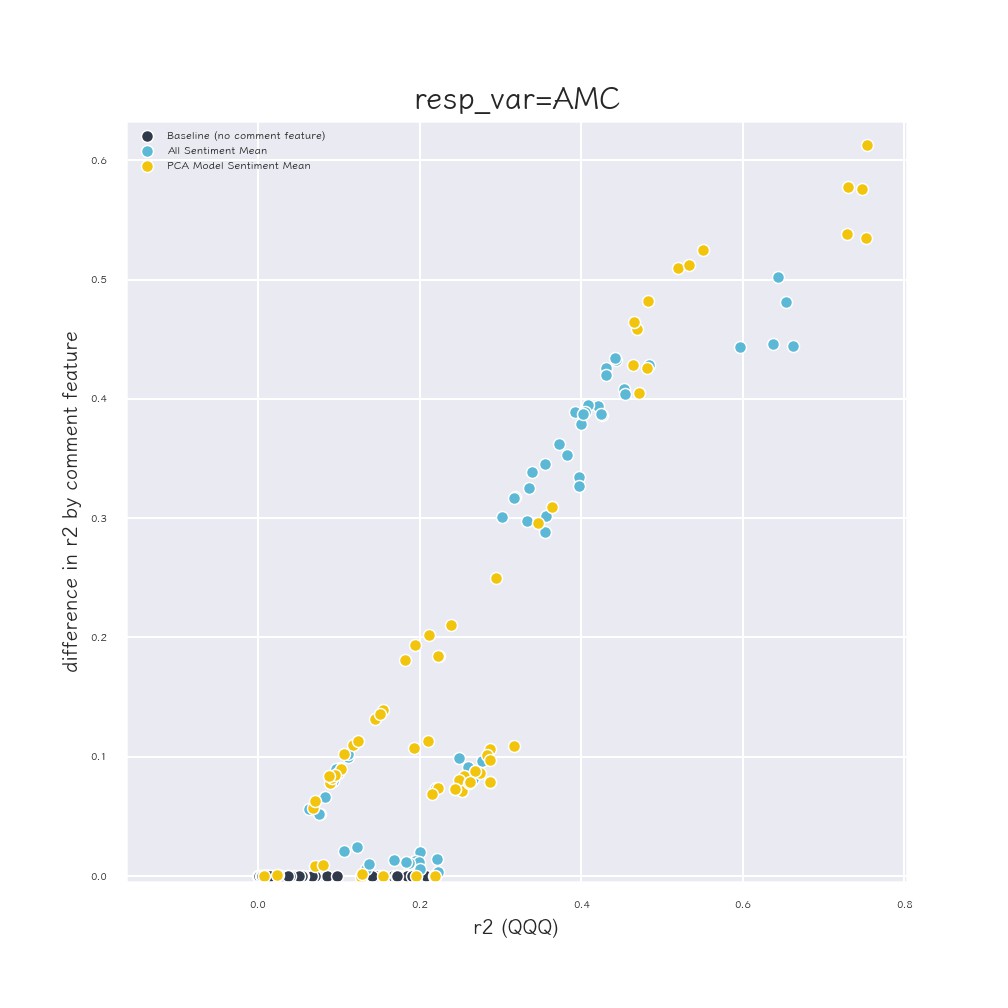 resp_var=AMC
Baseline (no comment feature)
All Sentiment Mean
PCA Model Sentiment Mean
0.6
0.5
0.4
0.3
0.2
0.1
0.0
difference in r2 by comment feature
0.0 0.2 0.4 0.6 0.8
r2 (QQQ)